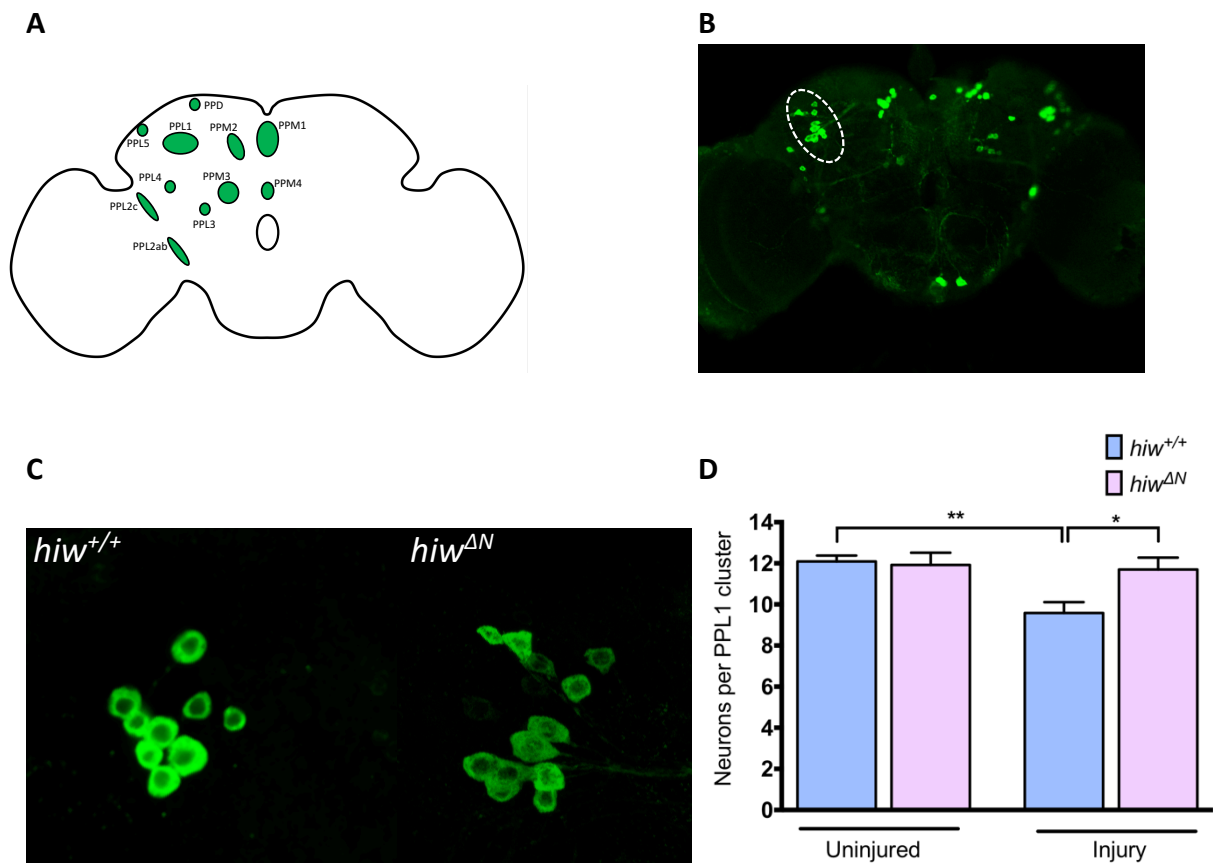 A
PPD
PPL5
PPL1
PPM2
PPM1
PPL4
PPM3
PPM4
PPL2c
PPL3
PPL2ab
B
C
hiw+/+
hiwΔN
D
hiw+/+
hiwΔN
** *
Neurons per PPL1 cluster
14
12
10
8
6
4
2
0
Uninjured Injury